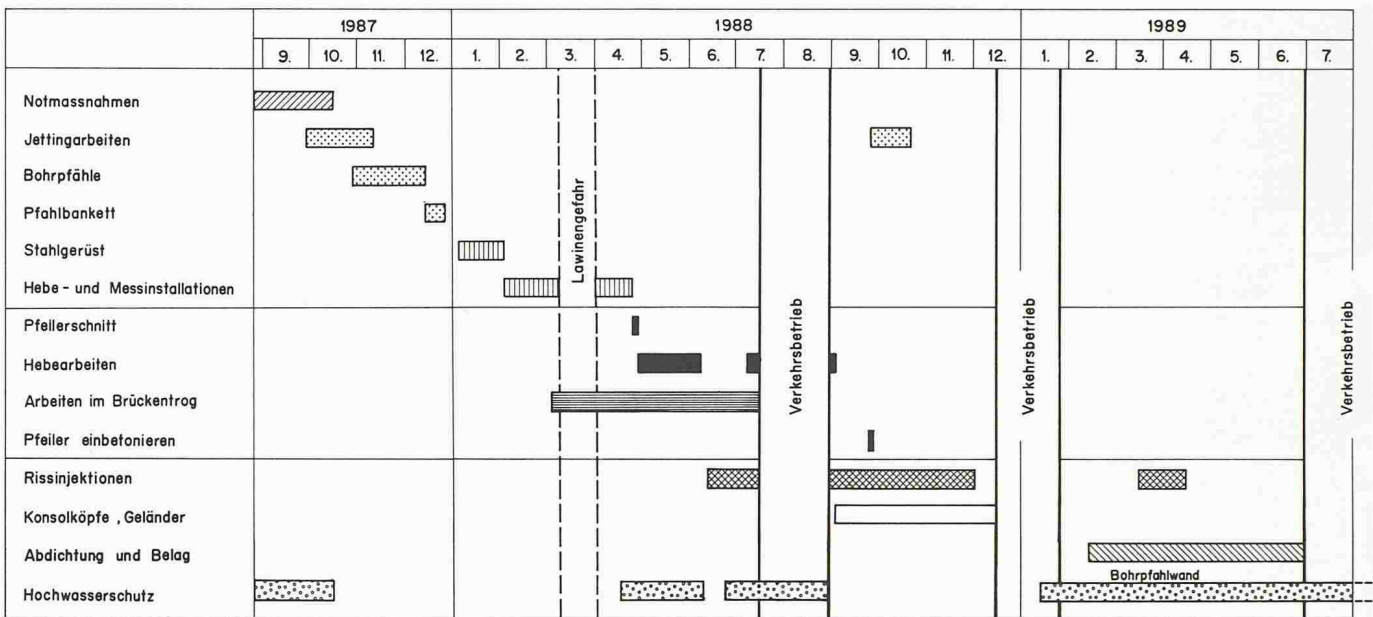 1987 1988 1989
9. 10. 11. 12. 1. 2. 3. 4. 5. 6. 7. 8. 9. 10. 11. 12. 1. 2. 3. 4. 5. 6. 7.
Notmassnahmen
Jettingarbeiten
Bohrpfähle
Pfahlbankett
Stahlgerüst
Hebe- und Messinstallationen
Lawinengefahr
Pfeilerschnitt
Hebearbeiten
Arbeiten im Brückentrog
Pfeiler einbetonieren
Verkehrsbetrieb
Verkehrsbetrieb
Verkehrsbetrieb
Rissinjektionen
Konsolköpfe, Geländer
Abdichtung und Belag
Bohrpfahlwand
Hochwasserschutz